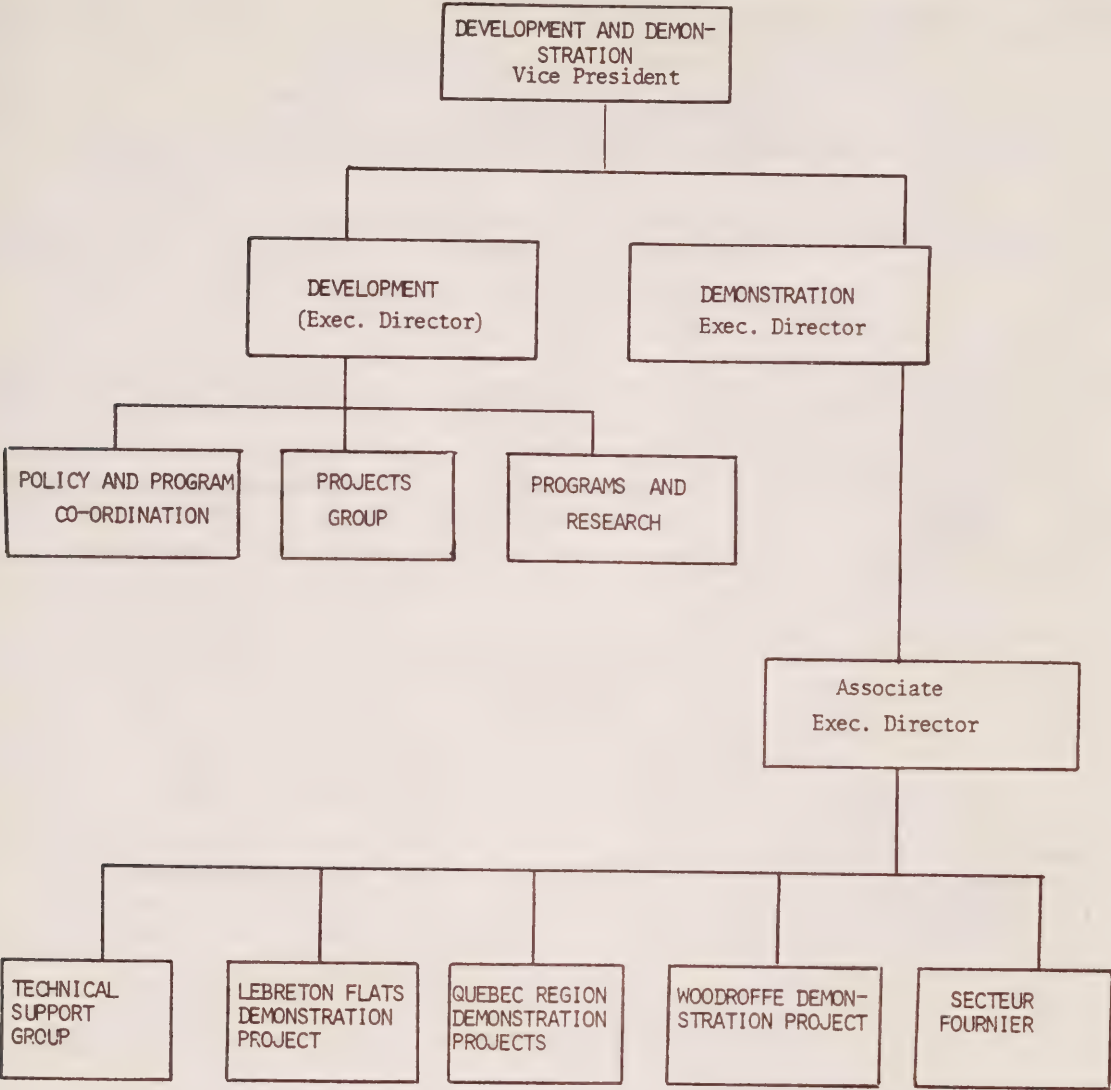 DEVELOPMENT AND DEMON-
STRATION
Vice President
DEVELOPMENT
(Exec. Director)
DEMONSTRATION
Exec. Director
POLICY AND PROGRAM
CO-ORDINATION
PROJECTS
GROUP
PROGRAMS AND
RESEARCH
Associate
Exec. Director
TECHNICAL
SUPPORT
GROUP
LEBRETON FLATS
DEMONSTRATION
PROJECT
QUEBEC REGION
DEMONSTRATION
PROJECTS
WOODROFFE DEMON-
STRATION PROJECT
SECTEUR
FOURNIER